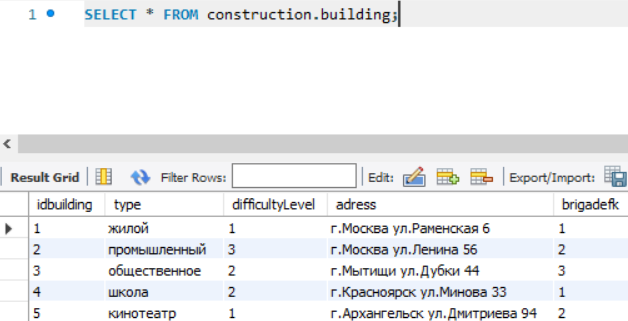 1 SELECT * FROM construction.building;
Result Grid Filter Rows: Edit: Export/Import:
idbuilding type difficultyLevel adress brigadefk
1 жилой 1 г.Москва ул.Раменская 6 1
2 промышленный 3 г.Москва ул.Ленина 56 2
3 общественное 2 г.Мытищи ул.Дубки 44 3
4 школа 2 г.Красноярск ул.Минова 33 1
5 кинотеатр 1 г.Архангельск ул.Дмитриева 94 2